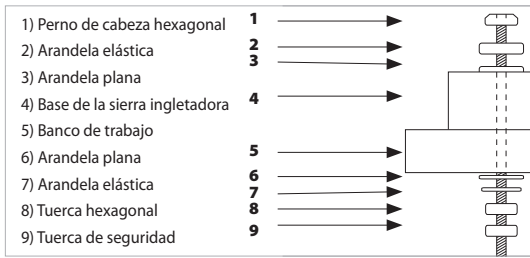 1) Perno de cabeza hexagonal
2) Arandela elástica
3) Arandela plana
4) Base de la sierra ingletadora
5) Banco de trabajo
6) Arandela plana
7) Arandela elástica
8) Tuerca hexagonal
9) Tuerca de seguridad
1
2
3
4
5
6
7
8
9